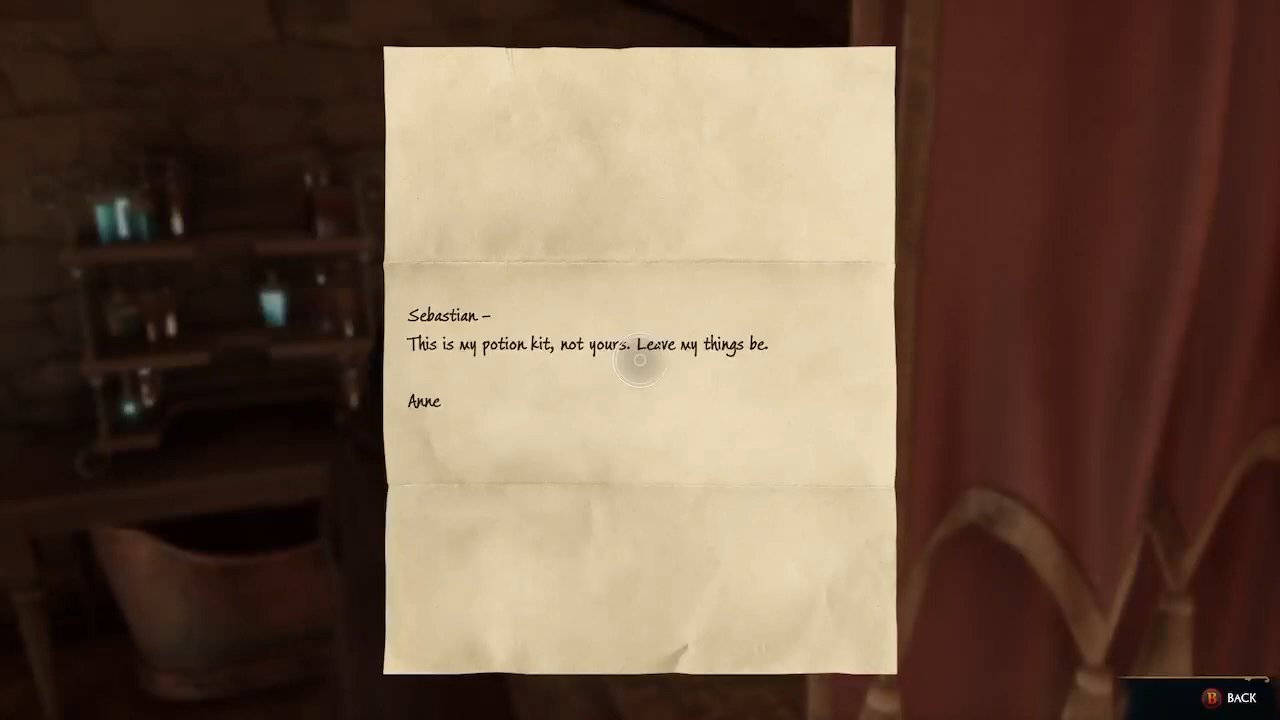 Sebastian –
This is my potion kit, not yours. Leave my things be.
Anne
B BACK